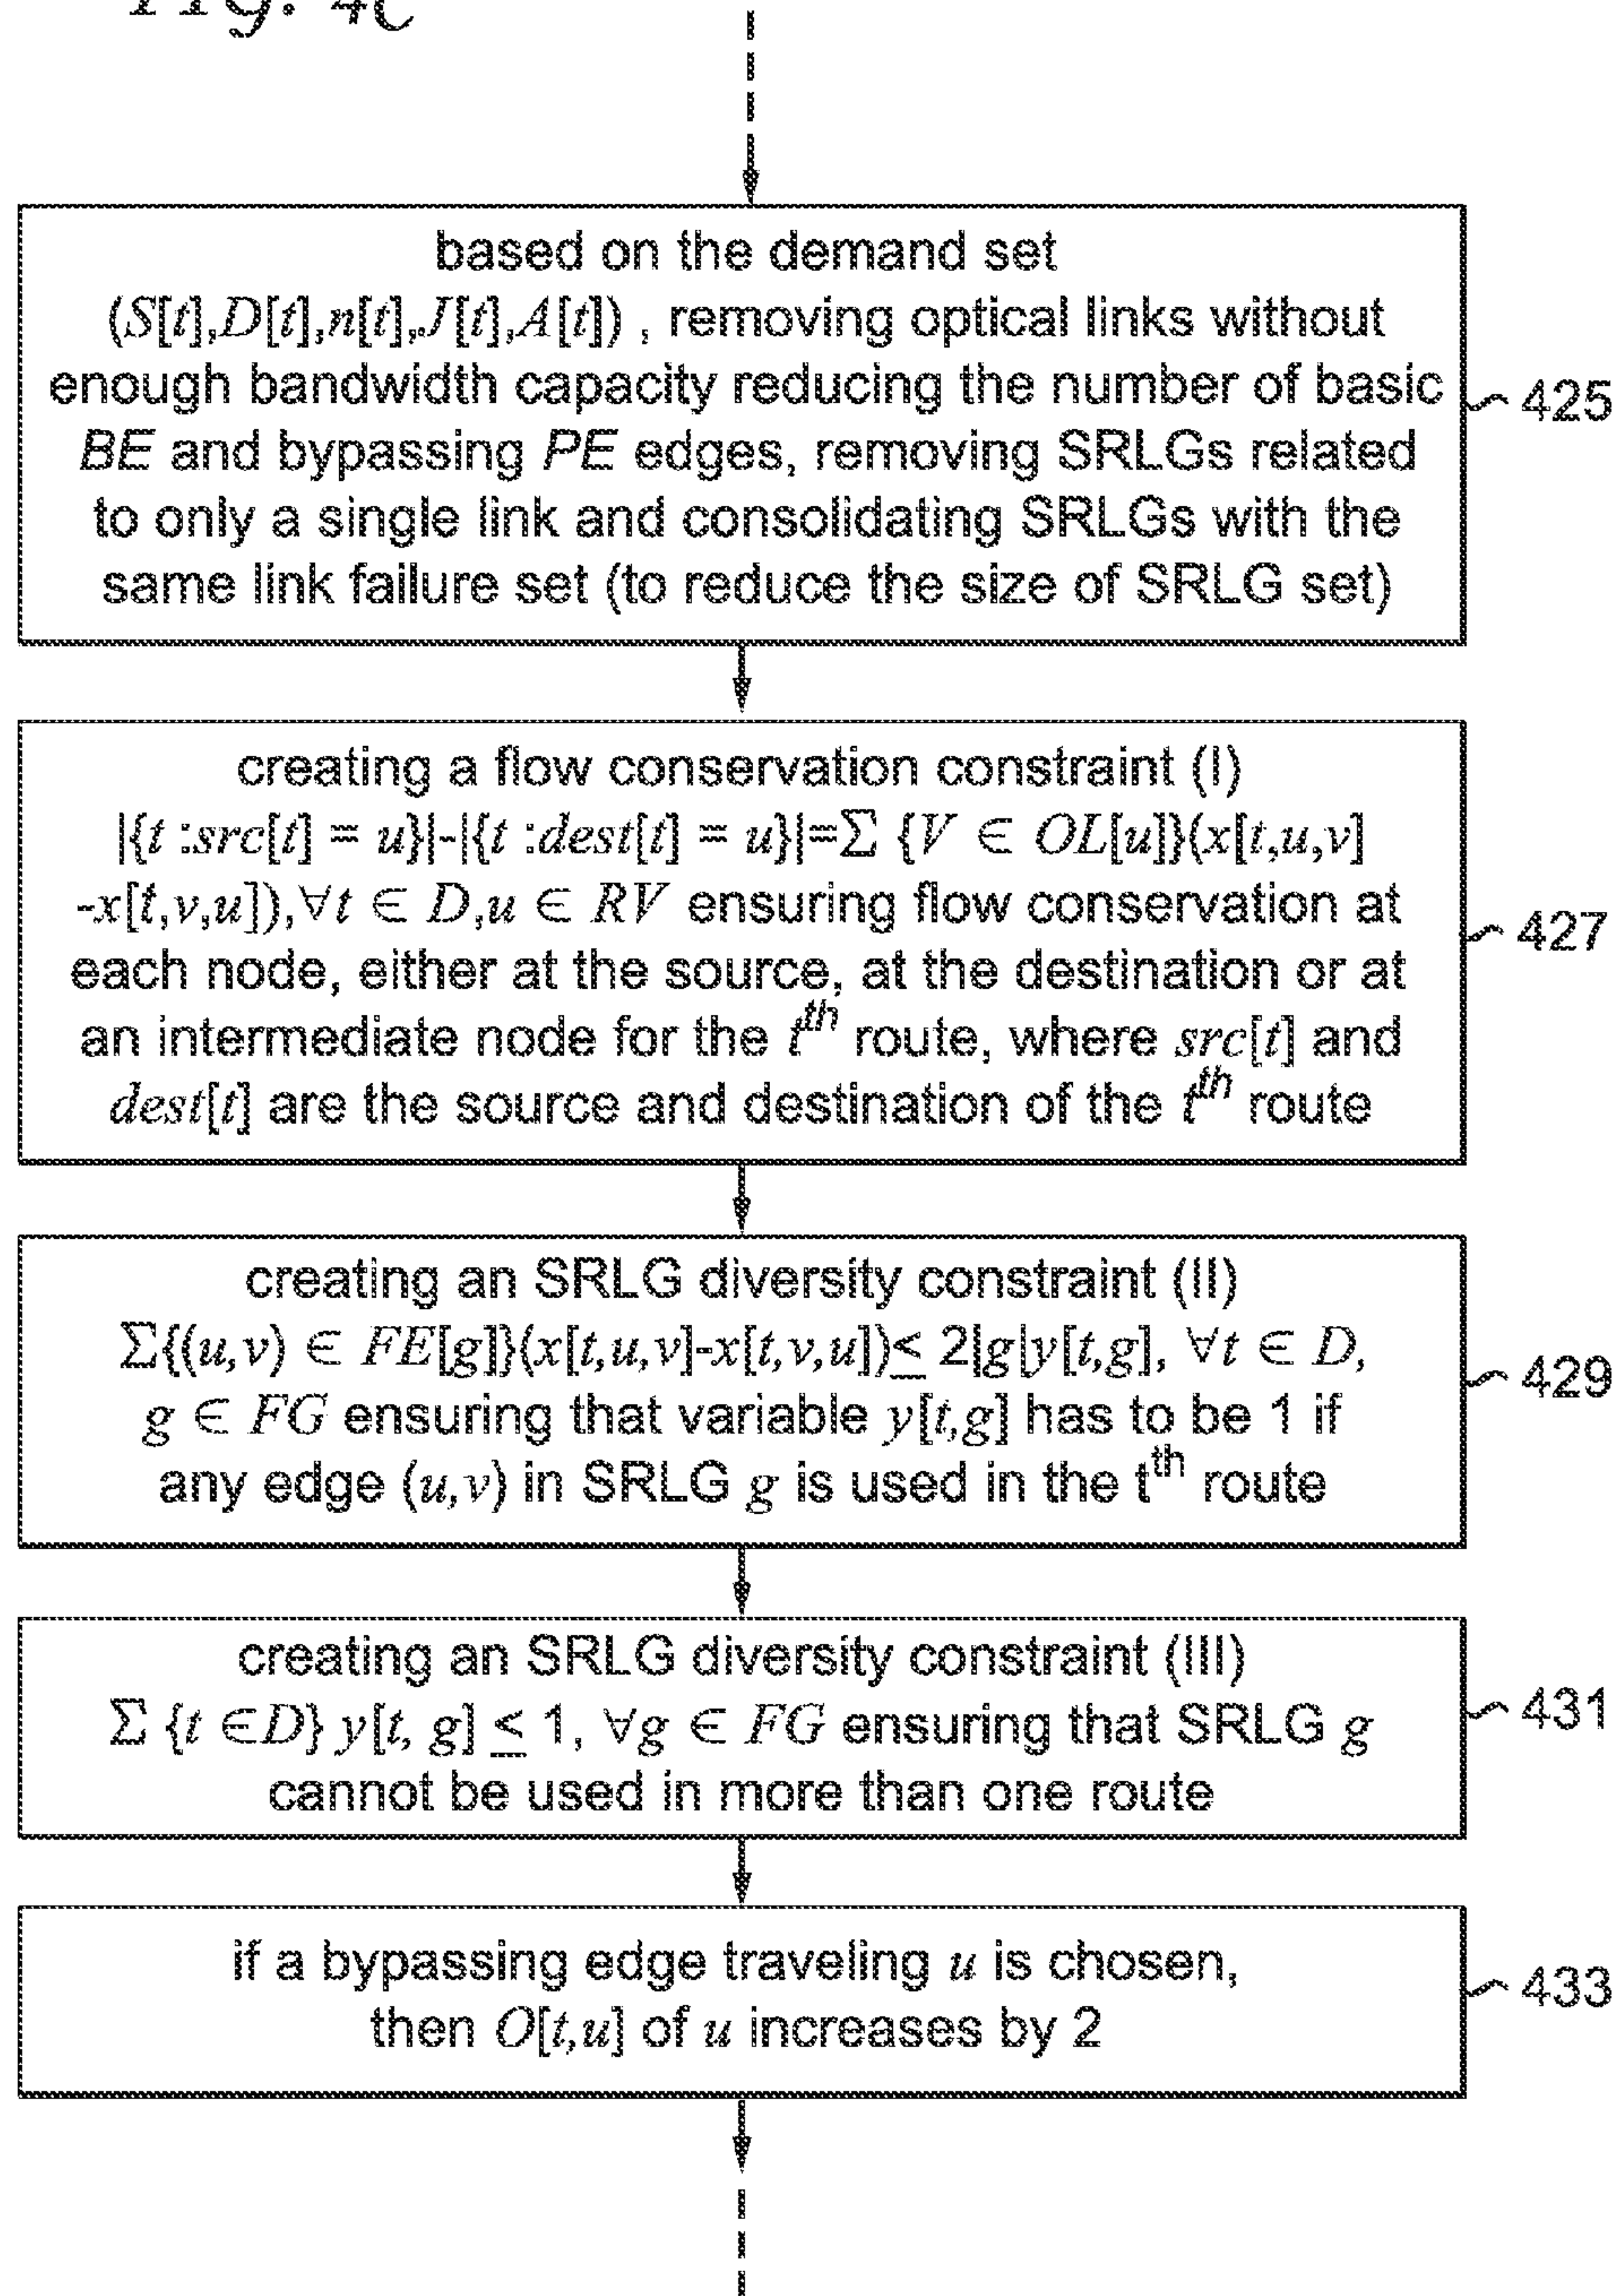 Fig. 4C
based on the demand set
(S[t],D[t],n[t],J[t],A[t]) , removing optical links without
enough bandwidth capacity reducing the number of basic
BE and bypassing PE edges, removing SRLGs related
to only a single link and consolidating SRLGs with the
same link failure set (to reduce the size of SRLG set)
425
creating a flow conservation constraint (I)
|{t :src[t] = u}|-|{t :dest[t] = u}|=Σ {V ∈ OL[u]}(x[t,u,v]
-x[t,v,u]),∀t ∈ D,u ∈ RV ensuring flow conservation at
each node, either at the source, at the destination or at
an intermediate node for the t^th route, where src[t] and
dest[t] are the source and destination of the t^th route
427
creating an SRLG diversity constraint (II)
Σ{(u,v) ∈ FE[g]}(x[t,u,v]-x[t,v,u])≤ 2|g|y[t,g], ∀t ∈ D,
g ∈ FG ensuring that variable y[t,g] has to be 1 if
any edge (u,v) in SRLG g is used in the t^th route
429
creating an SRLG diversity constraint (III)
Σ {t ∈D} y[t, g] ≤ 1, ∀g ∈ FG ensuring that SRLG g
cannot be used in more than one route
431
if a bypassing edge traveling u is chosen,
then O[t,u] of u increases by 2
433